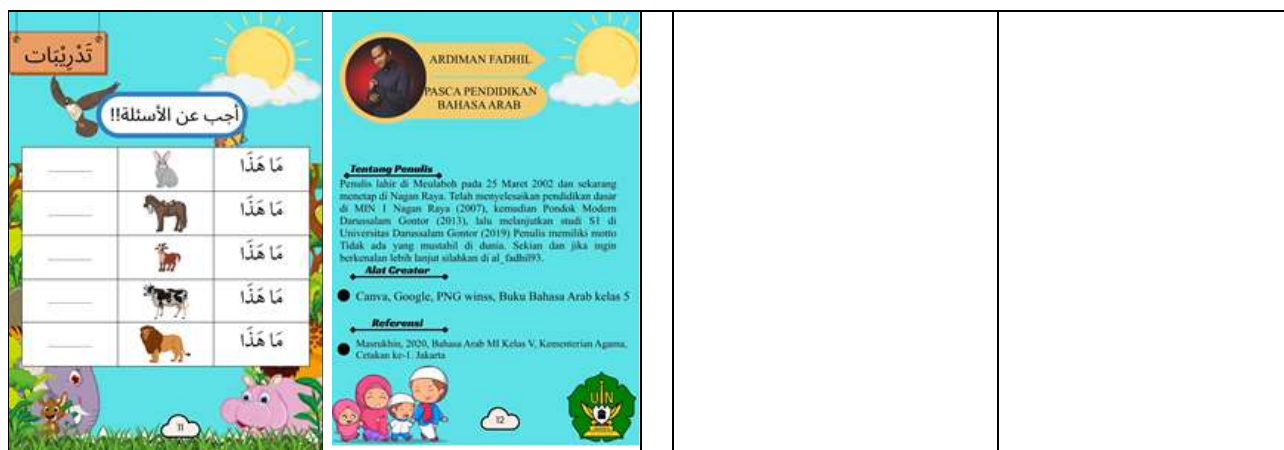 تَدْرِيْبَات
أجب عن الأسئلة!!
مَا هَذَا
مَا هَذَا
مَا هَذَا
مَا هَذَا
مَا هَذَا
11
ARDIMAN FADHIL
PASCA PENDIDIKAN
BAHASA ARAB
Tentang Penulis
Penulis lahir di Meulaboh pada 25 Maret 2002 dan sekarang
menetap di Nagan Raya. Telah menyelesaikan pendidikan dasar
di MIN 1 Nagan Raya (2007), kemudian Pondok Modern
Darussalam Gontor (2013), lalu melanjutkan studi S1 di
Universitas Darussalam Gontor (2019) Penulis memiliki motto
Tidak ada yang mustahil di dunia. Sekian dan jika ingin
berkenalan lebih lanjut silahkan di al_fadhil93.
Alat Creator
Canva, Google, PNG winss, Buku Bahasa Arab kelas 5
Referensi
Masrukhin, 2020, Bahasa Arab MI Kelas V, Kementerian Agama,
Cetakan ke-1. Jakarta
12
UIN